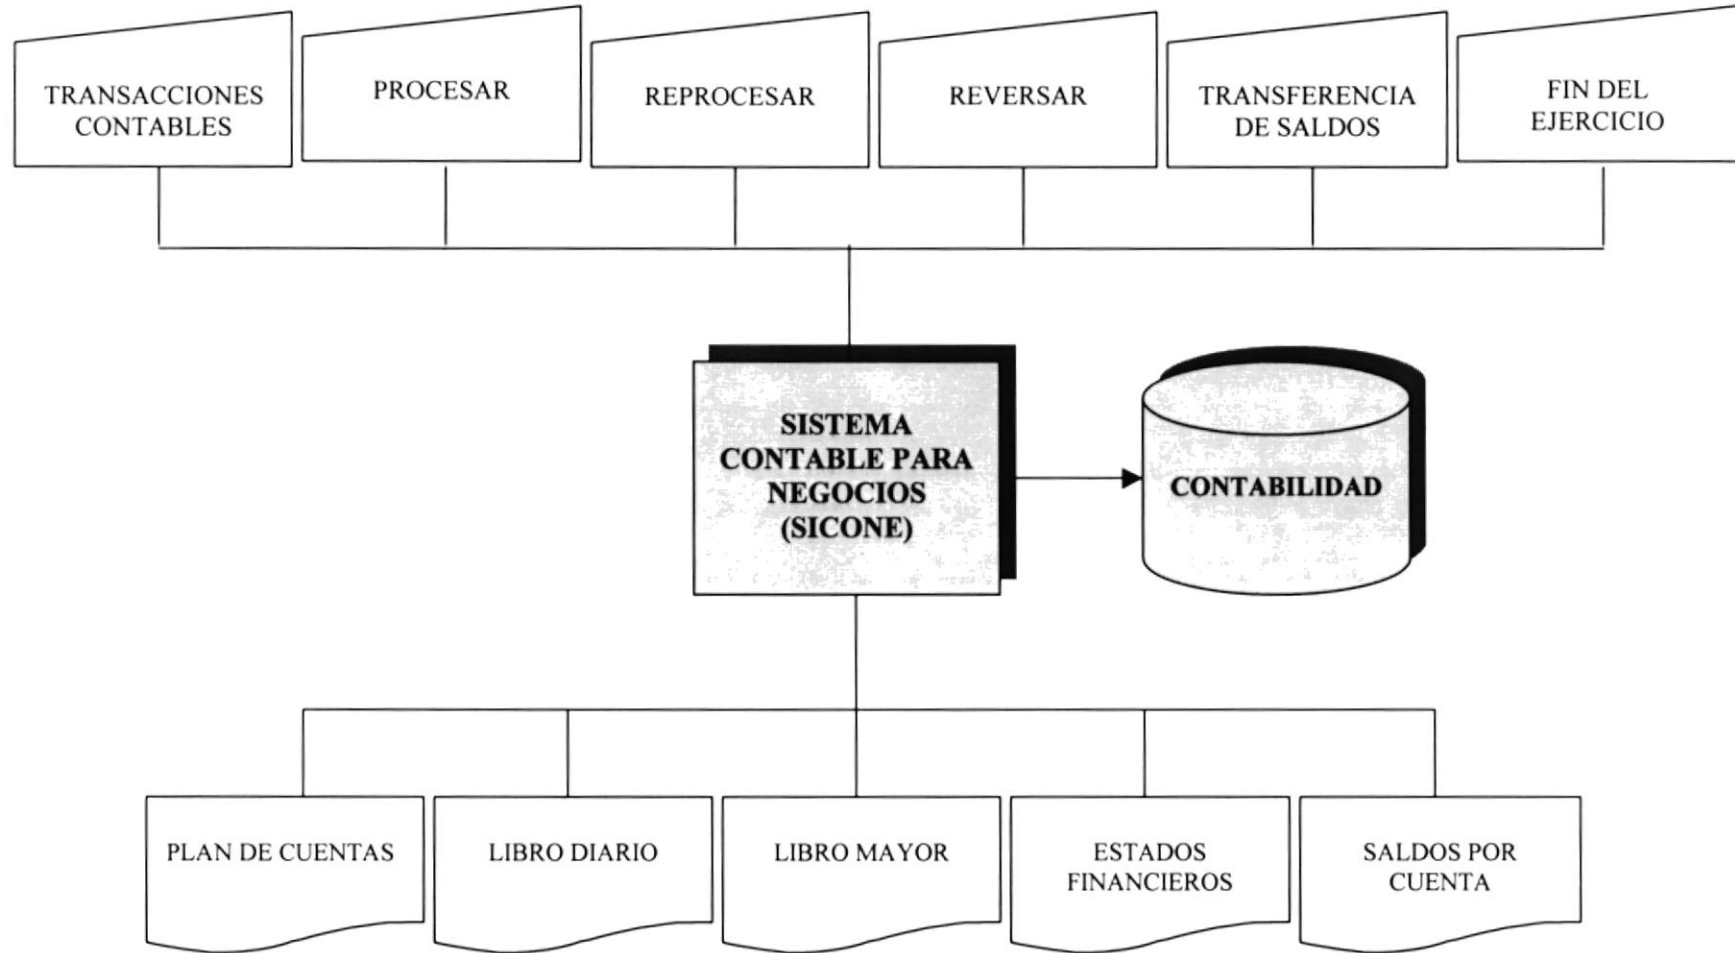 TRANSACCIONES
CONTABLES
PROCESAR
REPROCESAR
REVERSAR
TRANSFERENCIA
DE SALDOS
FIN DEL
EJERCICIO
SISTEMA
CONTABLE PARA
NEGOCIOS
(SICONE)
CONTABILIDAD
PLAN DE CUENTAS
LIBRO DIARIO
LIBRO MAYOR
ESTADOS
FINANCIEROS
SALDOS POR
CUENTA